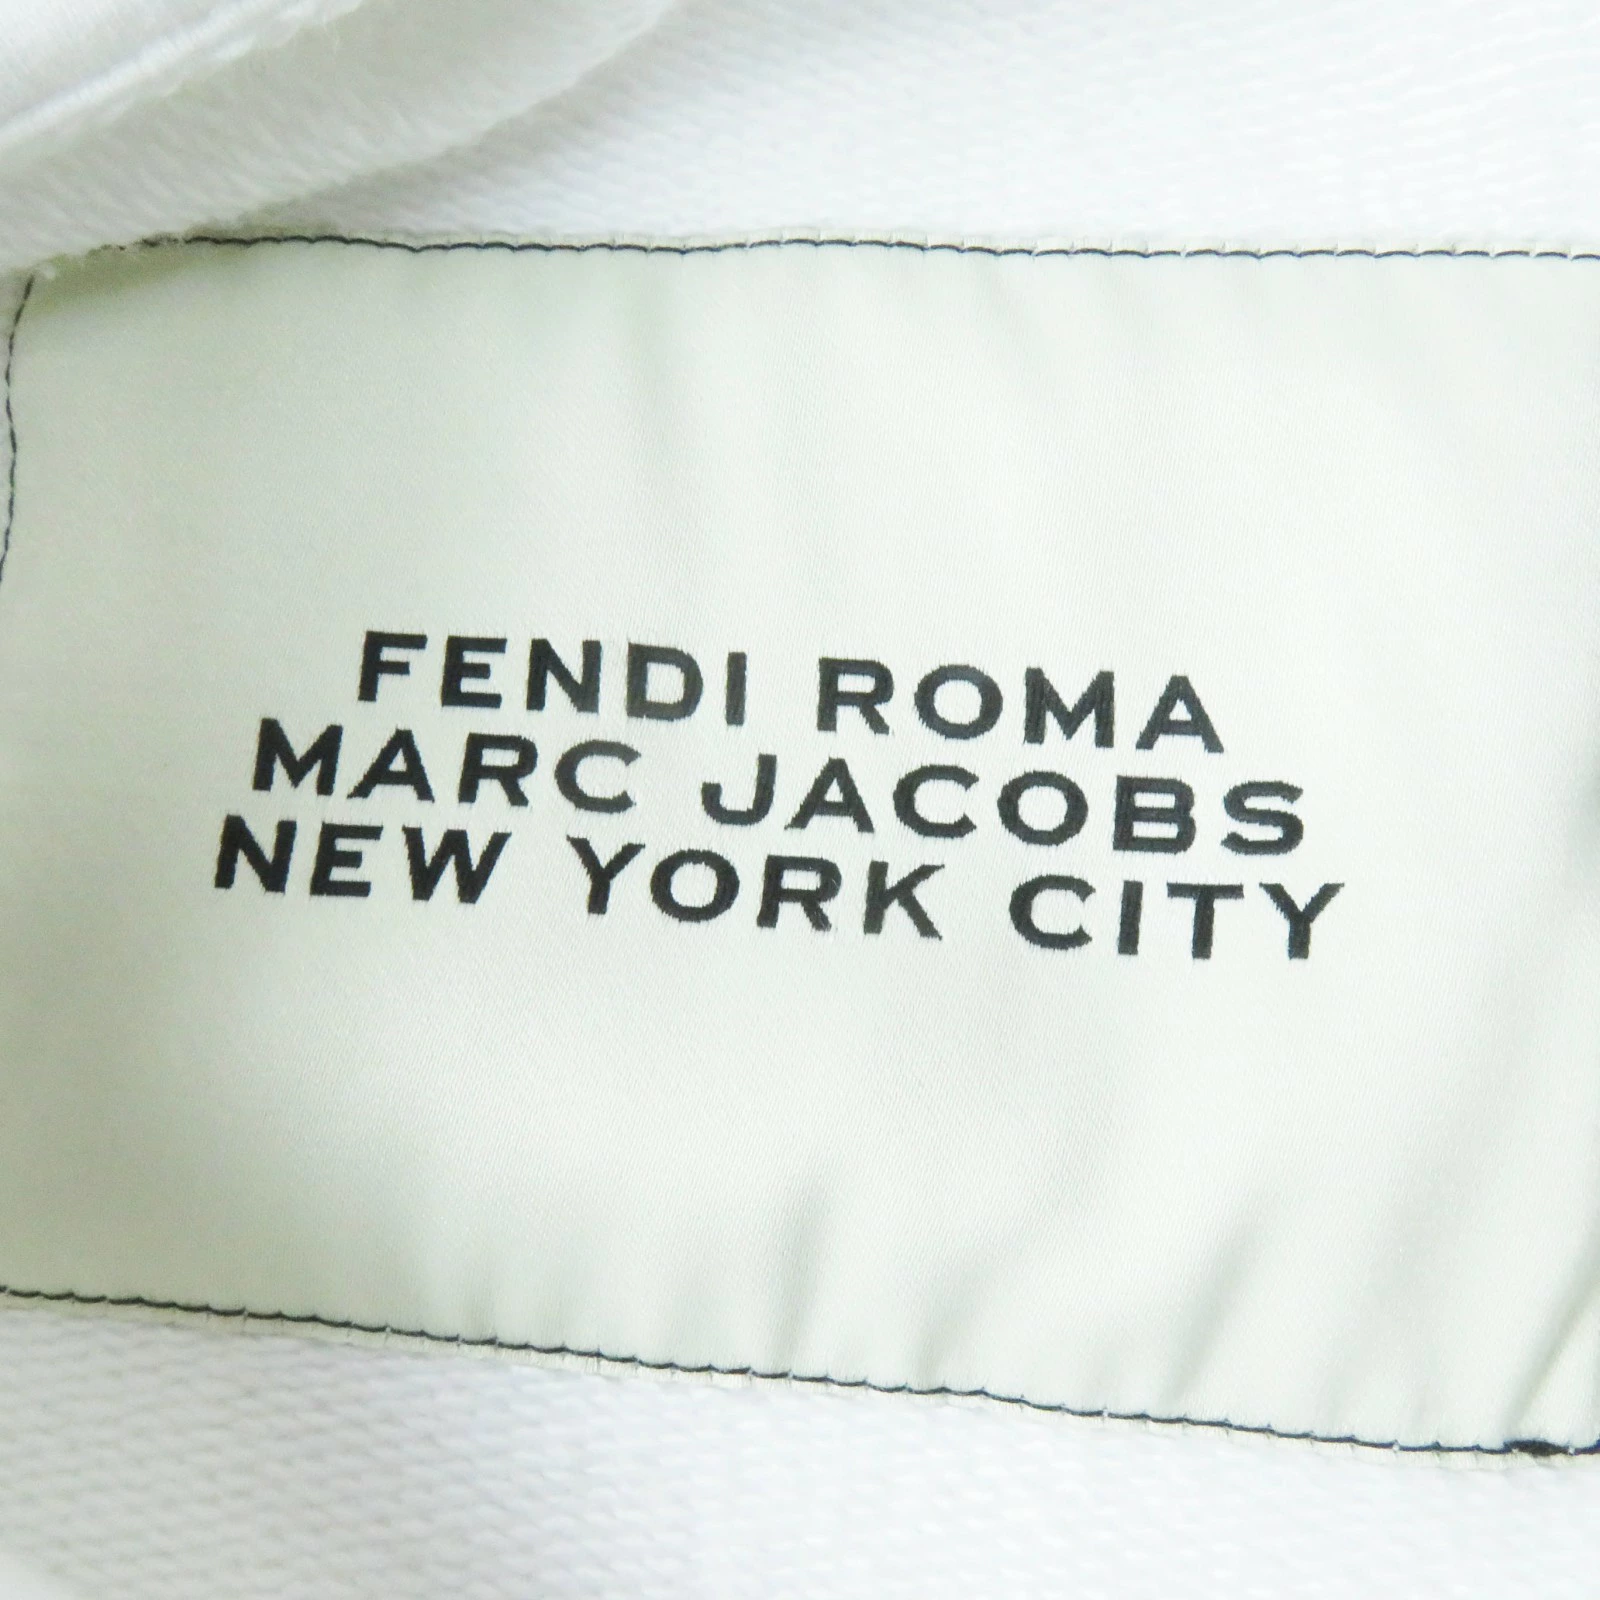 FENDI ROMA
MARC JACOBS
NEW YORK CITY